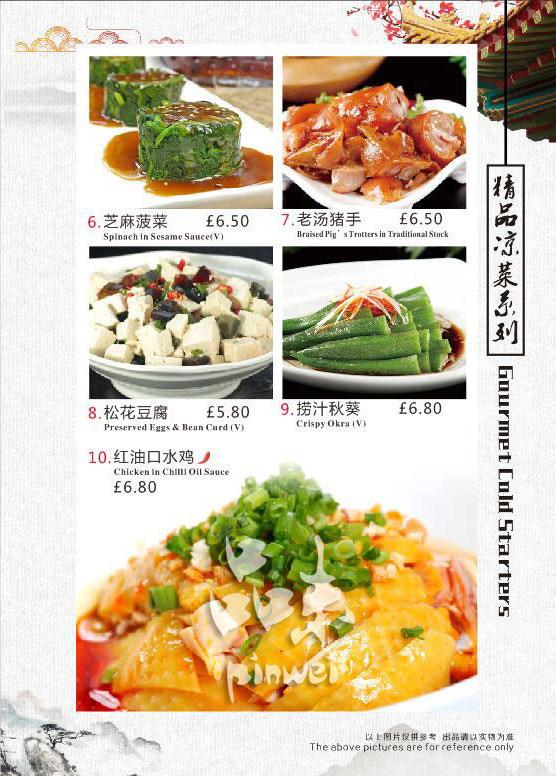 精品凉菜系列
Gourmet Cold Starters
6.芝麻菠菜 £6.50
Spinach in Sesame Sauce(V)
7.老汤猪手 £6.50
Braised Pig's Trotters in Traditional Stock
8.松花豆腐 £5.80
Preserved Eggs & Bean Curd (V)
9.捞汁秋葵 £6.80
Crispy Okra (V)
10.红油口水鸡
Chicken in Chilli Oil Sauce
£6.80
品味
pinwei
以上图片仅供参考 出品请以实物为准
The above pictures are for reference only